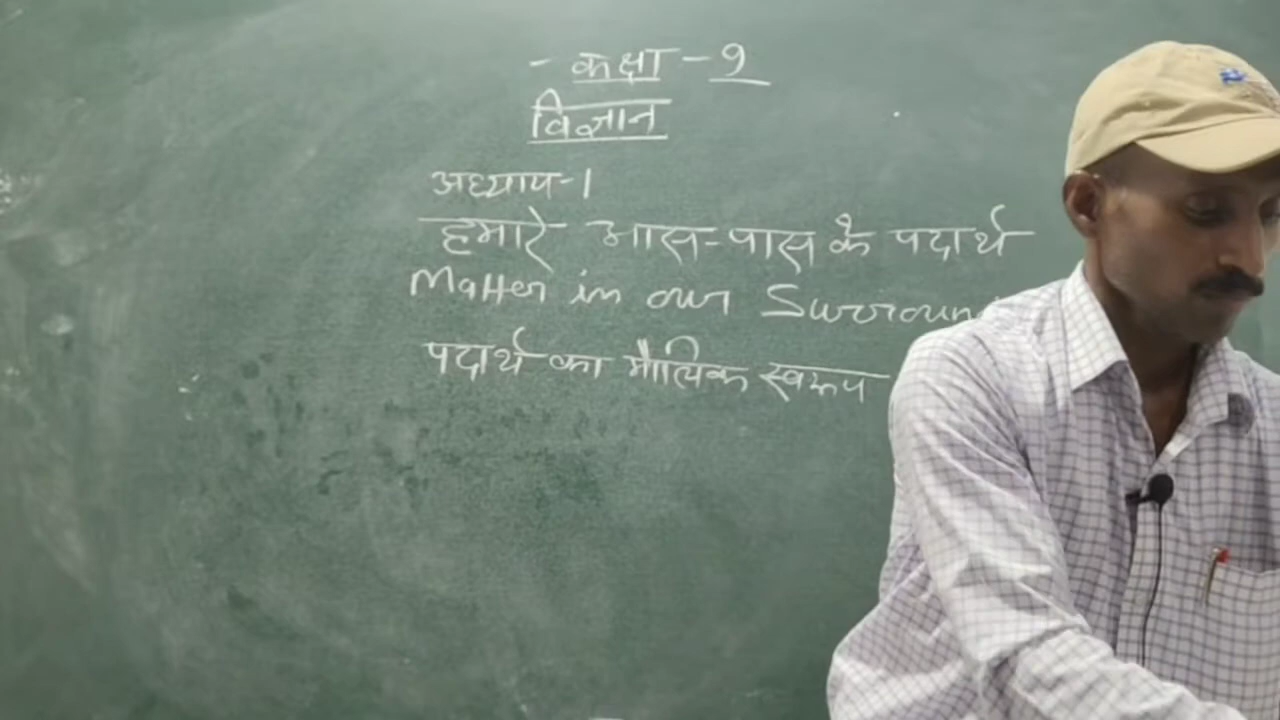 - कक्षा - 9
विज्ञान
अध्याय-1
हमारे आस-पास के पदार्थ
Matter in our
पदार्थ का भौतिक स्वरूप